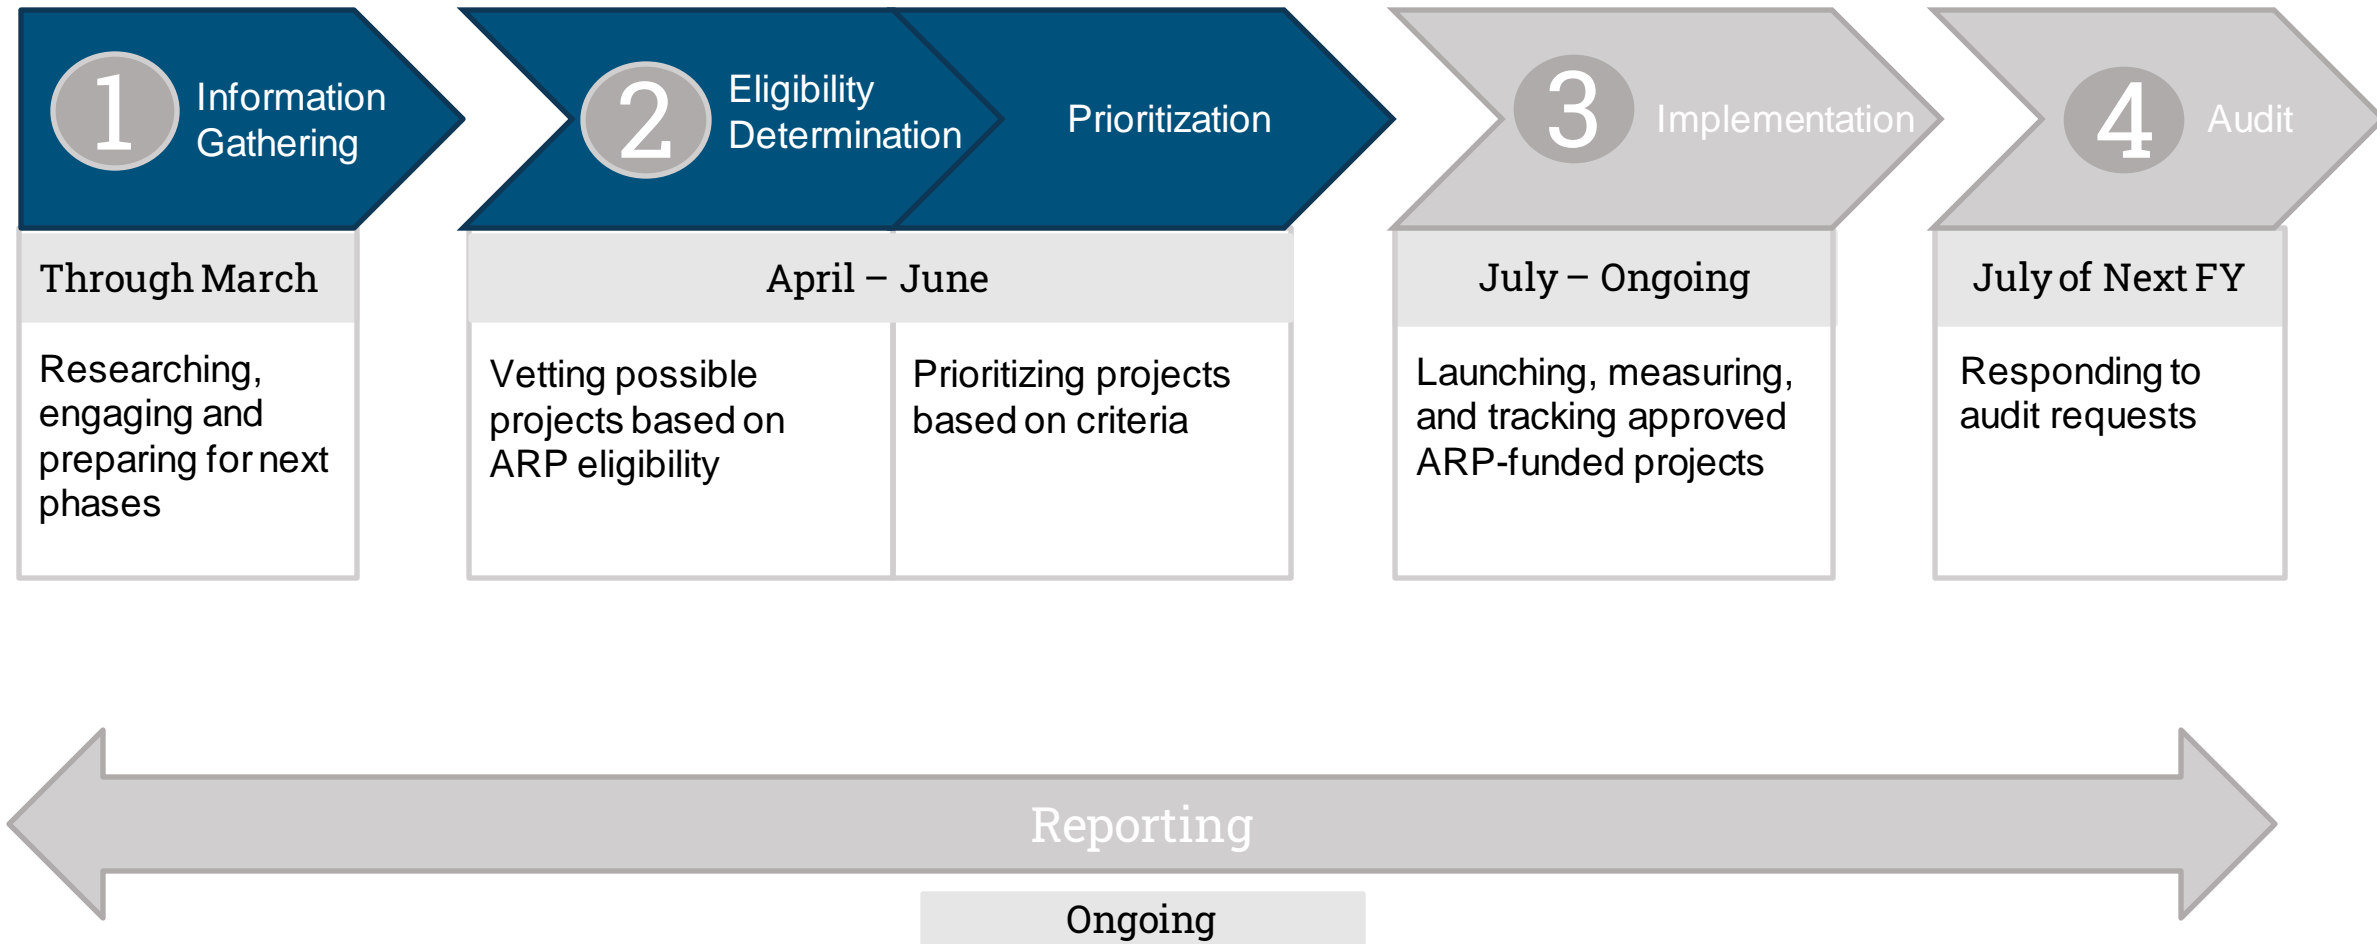 1
Information
Gathering
2
Eligibility
Determination
Prioritization
3
Implementation
4
Audit
Through March
April – June
July – Ongoing
July of Next FY
Researching,
engaging and
preparing for next
phases
Vetting possible
projects based on
ARP eligibility
Prioritizing projects
based on criteria
Launching, measuring,
and tracking approved
ARP-funded projects
Responding to
audit requests
Reporting
Ongoing